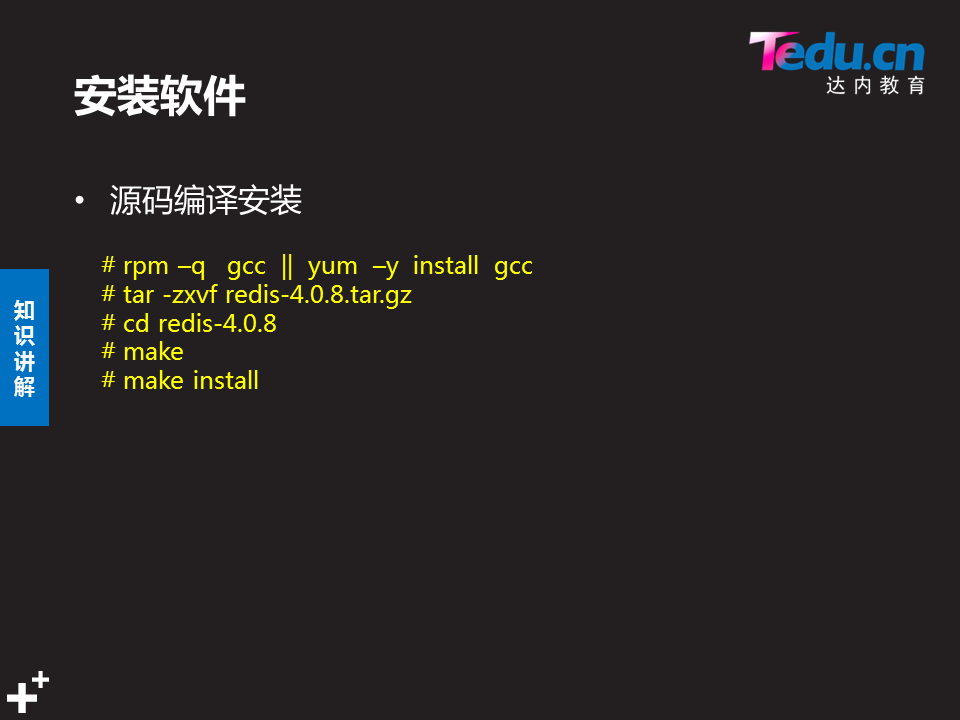 Tedu.cn
达内教育
安装软件
• 源码编译安装
# rpm –q gcc || yum –y install gcc
# tar -zxvf redis-4.0.8.tar.gz
# cd redis-4.0.8
# make
# make install
知识讲解